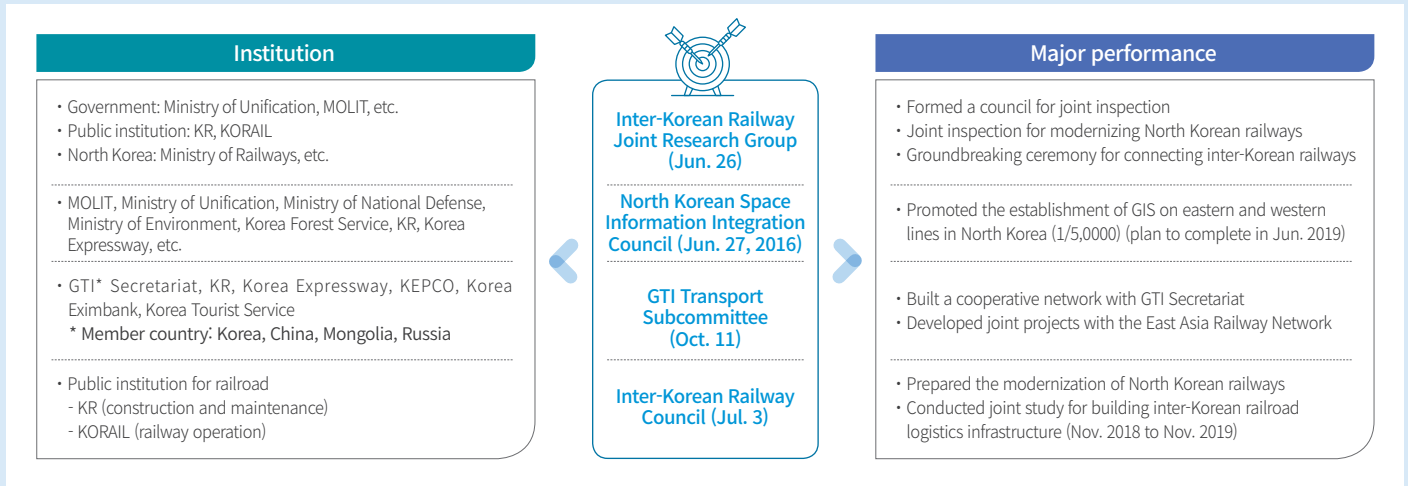 Institution
· Government: Ministry of Unification, MOLIT, etc.
· Public institution: KR, KORAIL
· North Korea: Ministry of Railways, etc.
· MOLIT, Ministry of Unification, Ministry of National Defense,
Ministry of Environment, Korea Forest Service, KR, Korea
Expressway, etc.
· GTI* Secretariat, KR, Korea Expressway, KEPCO, Korea
Eximbank, Korea Tourist Service
* Member country: Korea, China, Mongolia, Russia
· Public institution for railroad
- KR (construction and maintenance)
- KORAIL (railway operation)
Inter-Korean Railway
Joint Research Group
(Jun. 26)
North Korean Space
Information Integration
Council (Jun. 27, 2016)
GTI Transport
Subcommittee
(Oct. 11)
Inter-Korean Railway
Council (Jul. 3)
Major performance
· Formed a council for joint inspection
· Joint inspection for modernizing North Korean railways
· Groundbreaking ceremony for connecting inter-Korean railways
· Promoted the establishment of GIS on eastern and western
lines in North Korea (1/5,0000) (plan to complete in Jun. 2019)
· Built a cooperative network with GTI Secretariat
· Developed joint projects with the East Asia Railway Network
· Prepared the modernization of North Korean railways
· Conducted joint study for building inter-Korean railroad
logistics infrastructure (Nov. 2018 to Nov. 2019)